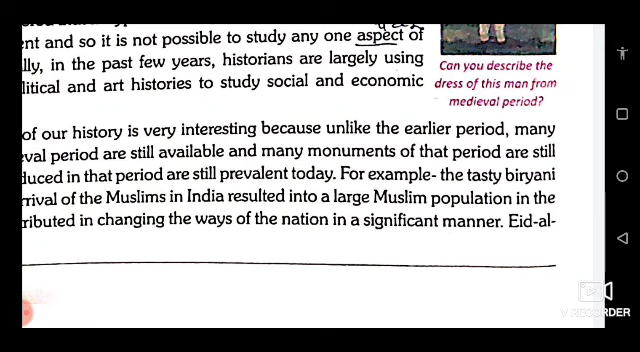 ent and so it is not possible to study any one aspect of
lly, in the past few years, historians are largely using
litical and art histories to study social and economic
Can you describe the
dress of this man from
medieval period?
of our history is very interesting because unlike the earlier period, many
eval period are still available and many monuments of that period are still
duced in that period are still prevalent today. For example- the tasty biryani
rrival of the Muslims in India resulted into a large Muslim population in the
ributed in changing the ways of the nation in a significant manner. Eid-al-
V RECORDER